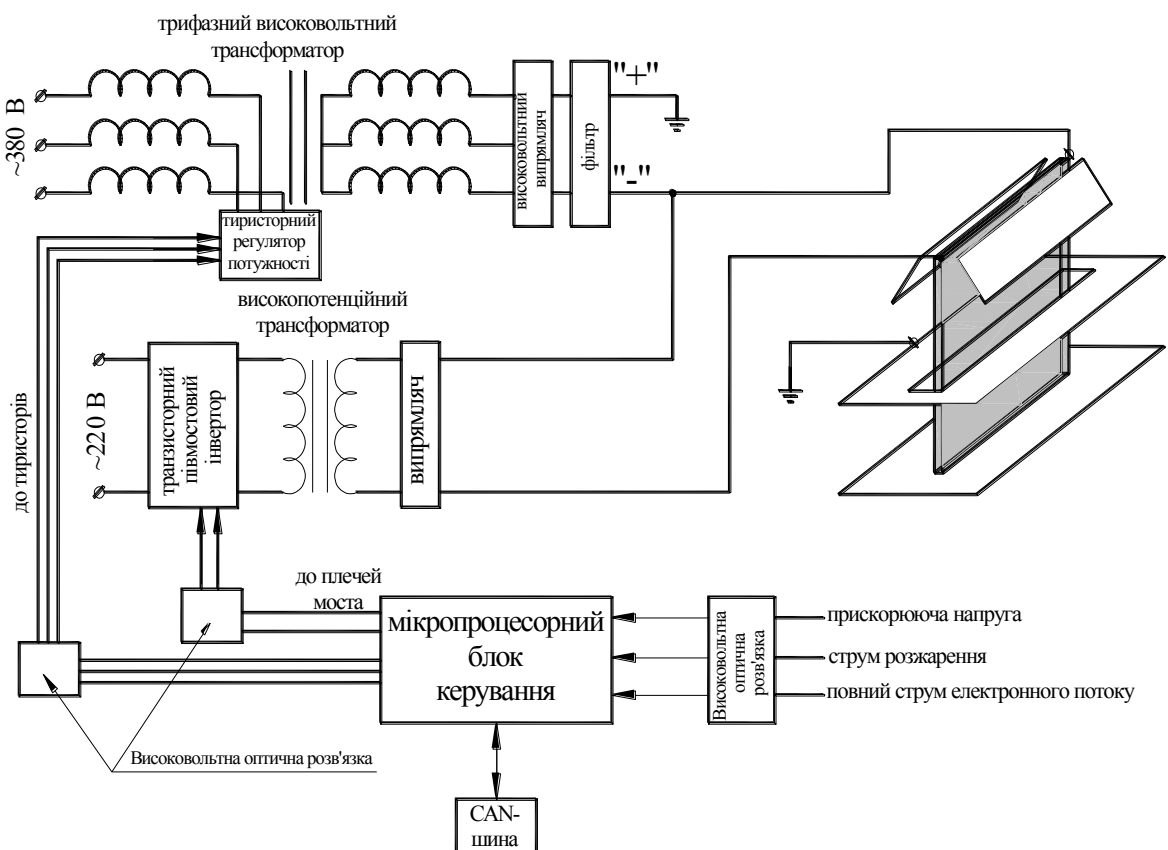 трифазний високовольтний
трансформатор
~380 В
високовольтний
випрямляч
фільтр
"+"
"-"
тиристорний
регулятор
потужності
високопотенційний
трансформатор
~220 В
транзисторний
півмостовий
інвертор
випрямляч
до тиристорів
до плечей
моста
мікропроцесорний
блок
керування
Високовольтна
оптична
розв'язка
прискорююча напруга
струм розжарення
повний струм електронного потоку
Високовольтна оптична розв'язка
CAN-
шина